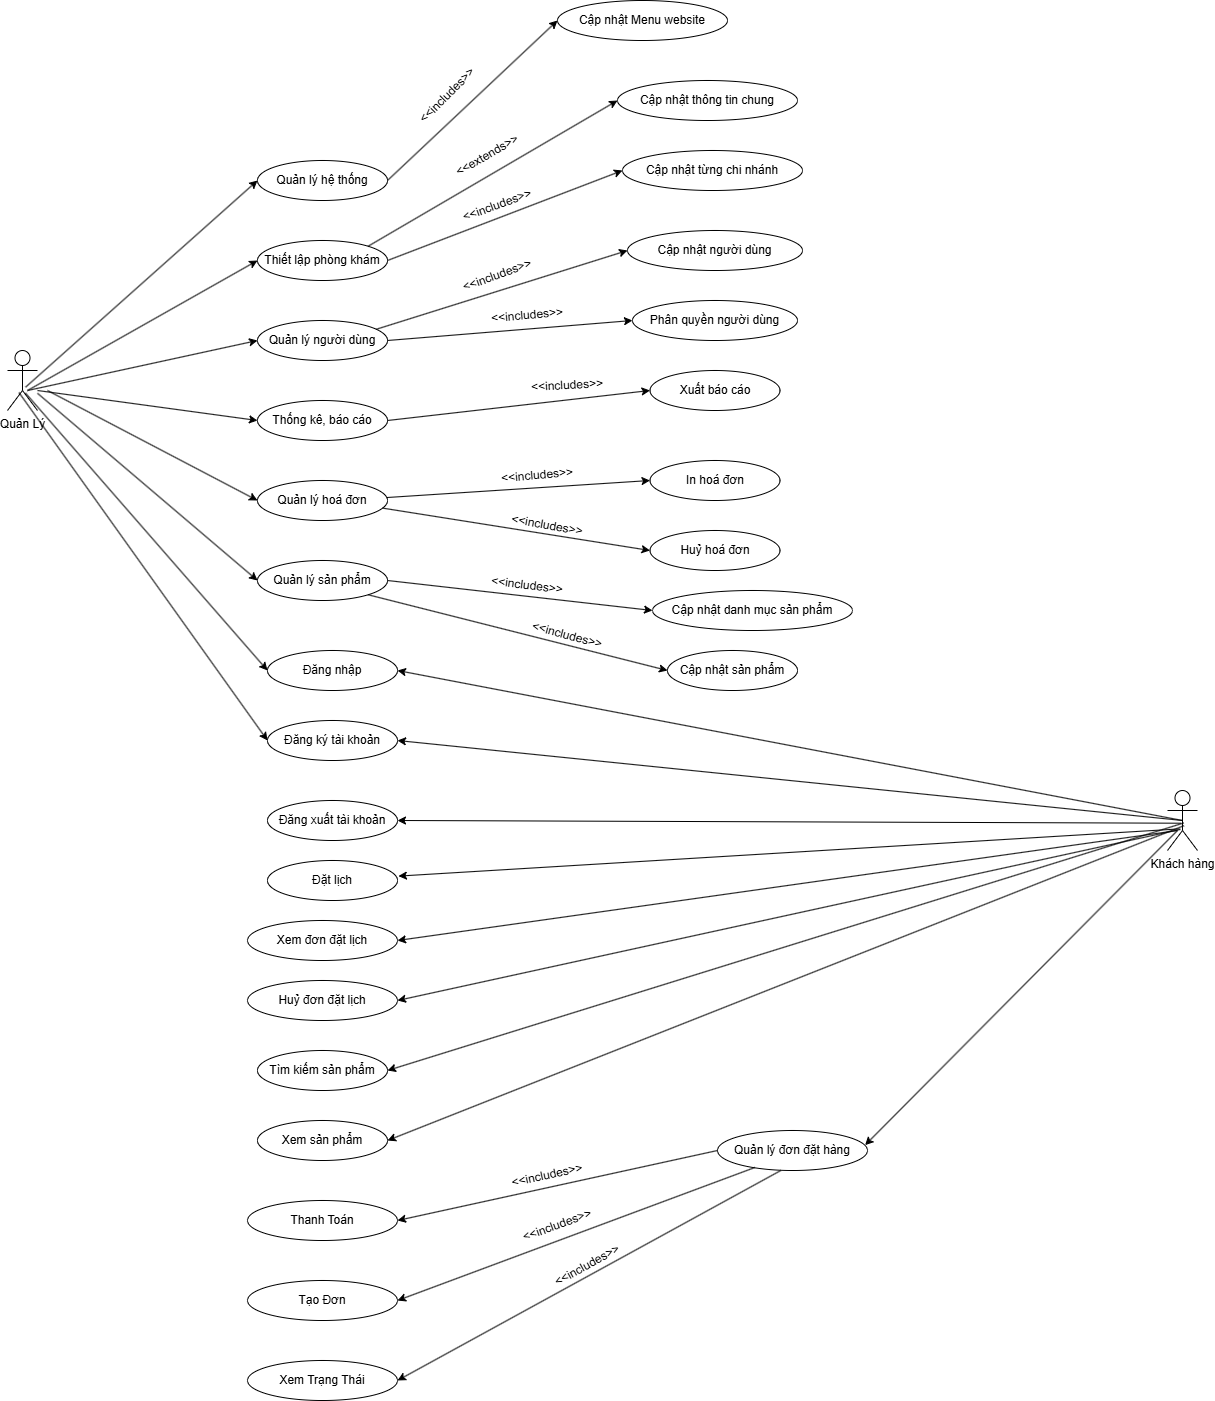 Cập nhật Menu website
<<includes>>
Cập nhật thông tin chung
<<extends>>
Cập nhật từng chi nhánh
Quản lý hệ thống
<<includes>>
Cập nhật người dùng
Thiết lập phòng khám
<<includes>>
Phân quyền người dùng
<<includes>>
Quản lý người dùng
Xuất báo cáo
<<includes>>
Thống kê, báo cáo
Quản Lý
In hoá đơn
<<includes>>
Quản lý hoá đơn
<<includes>>
Huỷ hoá đơn
Quản lý sản phẩm
<<includes>>
Cập nhật danh mục sản phẩm
<<includes>>
Cập nhật sản phẩm
Đăng nhập
Đăng ký tài khoản
Đăng xuất tài khoản
Khách hàng
Đặt lịch
Xem đơn đặt lịch
Huỷ đơn đặt lịch
Tìm kiếm sản phẩm
Xem sản phẩm
Quản lý đơn đặt hàng
<<includes>>
Thanh Toán
<<includes>>
<<includes>>
Tạo Đơn
Xem Trạng Thái